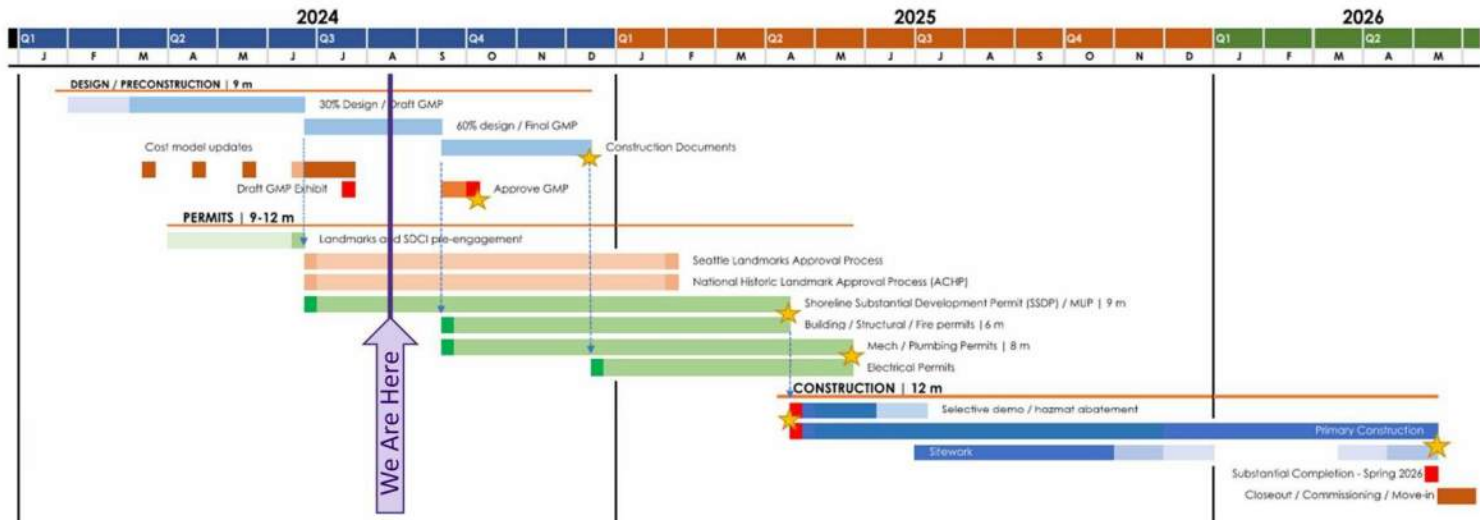 2024 2025 2026
Q1 Q2 Q3 Q4 Q1 Q2 Q3 Q4 Q1 Q2
J F M A M J J A S O N D J F M A M J J A S O N D J F M A M
DESIGN / PRECONSTRUCTION | 9 m
30% Design / Draft GMP
60% design / Final GMP
Cost model updates
Construction Documents
Draft GMP Exhibit
Approve GMP
PERMITS | 9-12 m
Landmarks and SDCI pre-engagement
Seattle Landmarks Approval Process
National Historic Landmark Approval Process (ACHP)
Shoreline Substantial Development Permit (SSDP) / MUP | 9 m
Building / Structural / Fire permits |6 m
Mech / Plumbing Permits | 8 m
Electrical Permits
We Are Here
CONSTRUCTION | 12 m
Selective demo / hazmat abatement
Primary Construction
Sitework
Substantial Completion - Spring 2026
Closeout / Commissioning / Move-in